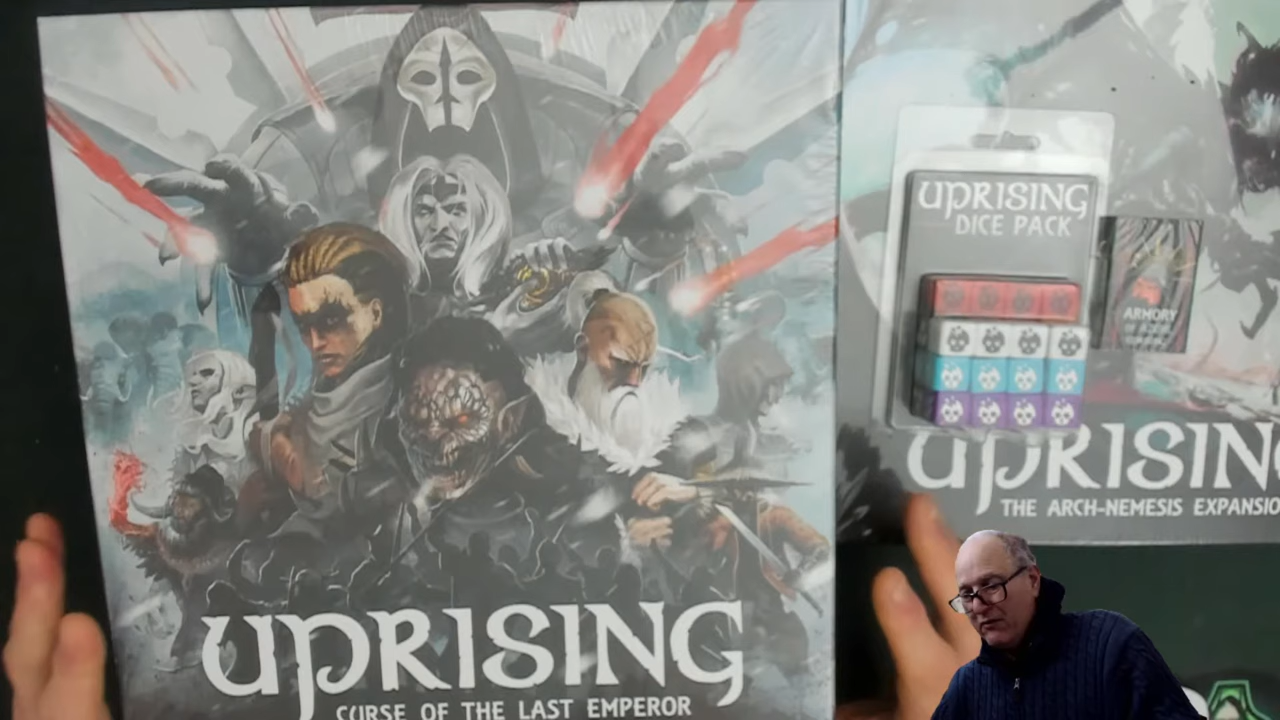 UPRISING
CURSE OF THE LAST EMPEROR
UPRISING
DICE PACK
ARMORY
UPRISING
THE ARCH-NEMESIS EXPANSIO